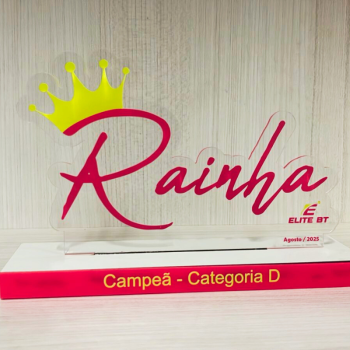 Rainha
ELITE BT
Agosto / 2025
Campeã - Categoria D